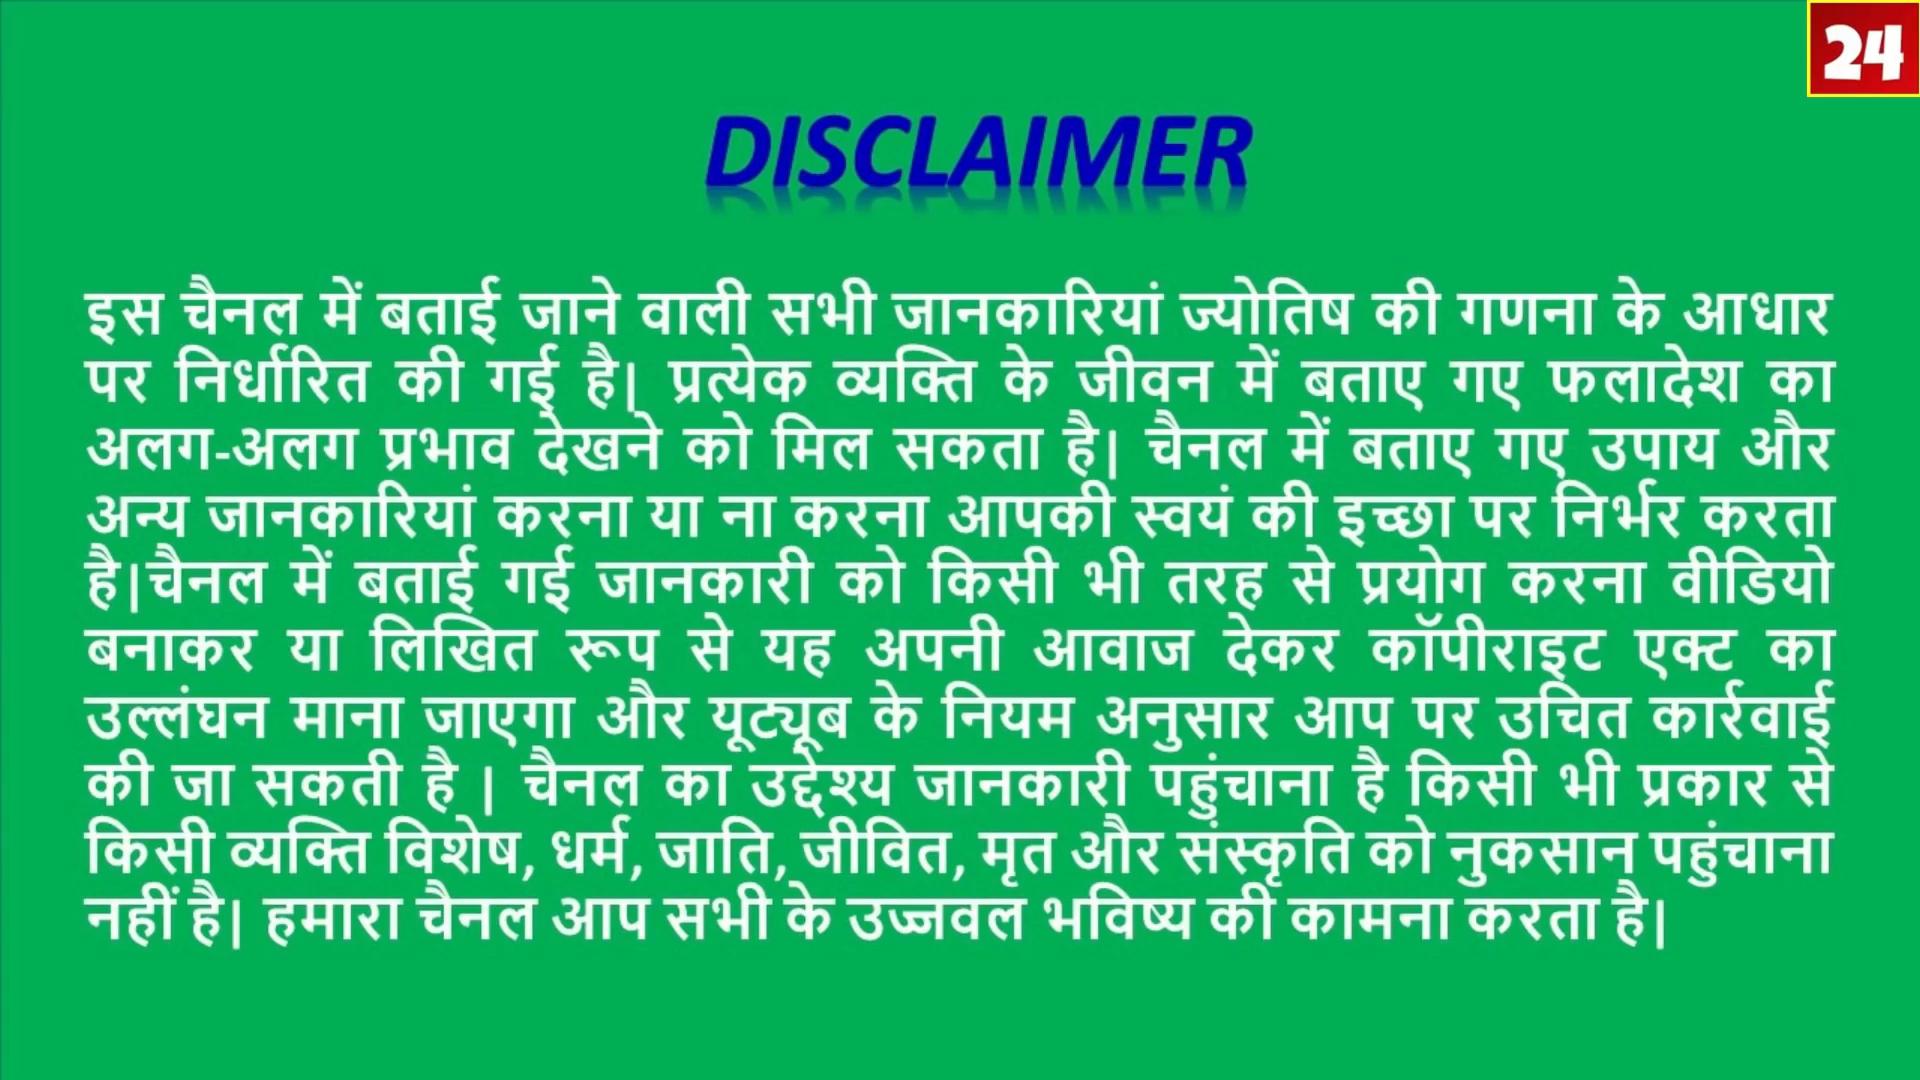 24
DISCLAIMER
इस चैनल में बताई जाने वाली सभी जानकारियां ज्योतिष की गणना के आधार
पर निर्धारित की गई है| प्रत्येक व्यक्ति के जीवन में बताए गए फलादेश का
अलग-अलग प्रभाव देखने को मिल सकता है| चैनल में बताए गए उपाय और
अन्य जानकारियां करना या ना करना आपकी स्वयं की इच्छा पर निर्भर करता
है|चैनल में बताई गई जानकारी को किसी भी तरह से प्रयोग करना वीडियो
बनाकर या लिखित रूप से यह अपनी आवाज देकर कॉपीराइट एक्ट का
उल्लंघन माना जाएगा और यूट्यूब के नियम अनुसार आप पर उचित कार्रवाई
की जा सकती है | चैनल का उद्देश्य जानकारी पहुंचाना है किसी भी प्रकार से
किसी व्यक्ति विशेष, धर्म, जाति, जीवित, मृत और संस्कृति को नुकसान पहुंचाना
नहीं है| हमारा चैनल आप सभी के उज्जवल भविष्य की कामना करता है|